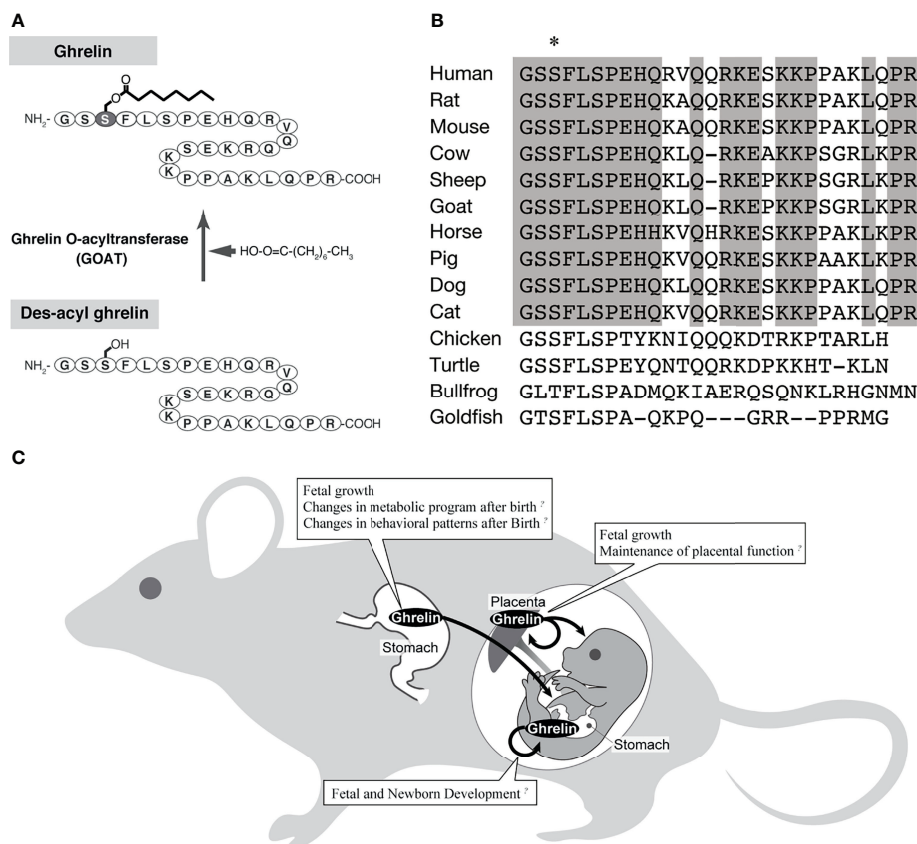 A
Ghrelin
O
O
NH2- G S S F L S P E H Q R
V
Q
S E K R Q
K
K
P P A K L Q P R -COOH
Ghrelin O-acyltransferase
(GOAT)
HO-O=C-(CH2)6-CH3
Des-acyl ghrelin
OH
NH2- G S S F L S P E H Q R
V
Q
S E K R Q
K
K
P P A K L Q P R -COOH
B
*
Human GSSFLSPEHQRVQQRKESKKPPAKLQPR
Rat GSSFLSPEHQKAQQRKESKKPPAKLQPR
Mouse GSSFLSPEHQKAQQRKESKKPPAKLQPR
Cow GSSFLSPEHQKLQ-RKEAKKPSGRLKPR
Sheep GSSFLSPEHQKLQ-RKEPKKPSGRLKPR
Goat GSSFLSPEHQKLQ-RKEPKKPSGRLKPR
Horse GSSFLSPEHHKVQHRKESKKPPAKLKPR
Pig GSSFLSPEHQKVQQRKESKKPAAKLKPR
Dog GSSFLSPEHQKLQQRKESKKPPAKLQPR
Cat GSSFLSPEHQKVQQRKESKKPPAKLQPR
Chicken GSSFLSPTYKNIQQQKDTRKPTARLH
Turtle GSSFLSPEYQNTQQRKDPKKHT-KLN
Bullfrog GLTFLSPADMQKIAERQSQNKLRHGNMN
Goldfish GTSFLSPA-QKPQ---GRR--PPRMG
C
Fetal growth
Changes in metabolic program after birth ?
Changes in behavioral patterns after Birth ?
Fetal growth
Maintenance of placental function ?
Placenta
Ghrelin
Ghrelin
Stomach
Ghrelin
Stomach
Fetal and Newborn Development ?